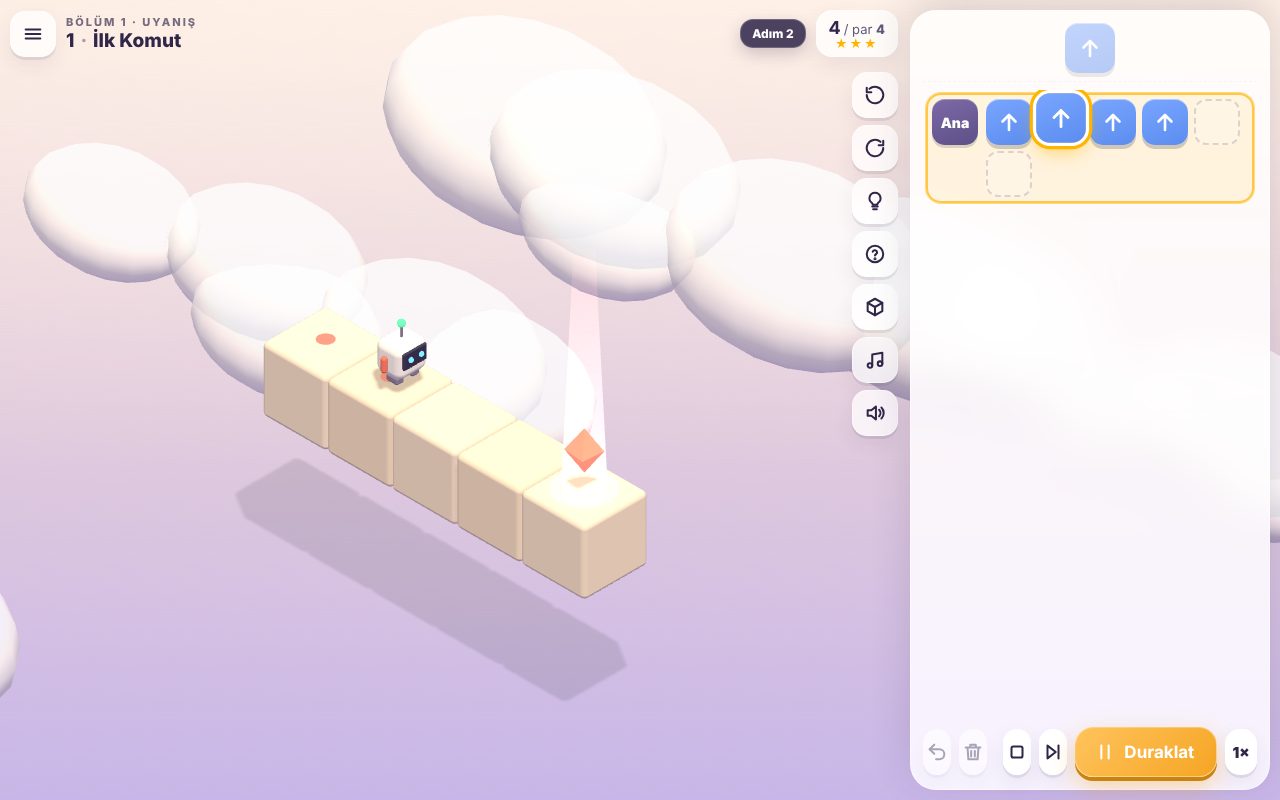 BÖLÜM 1 · UYANIŞ
1 · İlk Komut
Adım 2
4 / par 4
Ana
Duraklat
1×